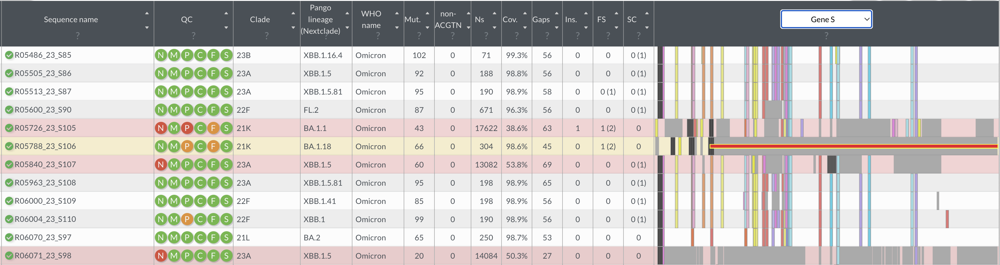 Sequence name QC Clade Pango lineage (Nextclade) WHO name Mut. non-ACGTN Ns Cov. Gaps Ins. FS SC Gene S
? ? ? ? ? ? ? ? ? ? ? ? ? ?
R05486_23_S85 N M P C F S 23B XBB.1.16.4 Omicron 102 0 71 99.3% 56 0 0 0 (1)
R05505_23_S86 N M P C F S 23A XBB.1.5 Omicron 92 0 188 98.8% 56 0 0 0 (1)
R05513_23_S87 N M P C F S 23A XBB.1.5.81 Omicron 95 0 190 98.9% 58 0 0 (1) 0 (1)
R05600_23_S90 N M P C F S 22F FL.2 Omicron 87 0 671 96.3% 56 0 0 0 (1)
R05726_23_S105 N M P C F S 21K BA.1.1 Omicron 43 0 17622 38.6% 63 1 1 (2) 0
R05788_23_S106 N M P C F S 21K BA.1.18 Omicron 66 0 304 98.6% 45 0 1 (2) 0
R05840_23_S107 N M P C F S 23A XBB.1.5 Omicron 60 0 13082 53.8% 69 0 0 0 (1)
R05963_23_S108 N M P C F S 23A XBB.1.5.81 Omicron 95 0 198 98.9% 65 0 0 0 (1)
R06000_23_S109 N M P C F S 22F XBB.1.41 Omicron 85 0 198 98.9% 56 0 0 0 (1)
R06004_23_S110 N M P C F S 22F XBB.1 Omicron 99 0 190 98.9% 56 0 0 0 (1)
R06070_23_S97 N M P C F S 21L BA.2 Omicron 65 0 250 98.7% 53 0 0 0
R06071_23_S98 N M P C F S 23A XBB.1.5 Omicron 20 0 14084 50.3% 27 0 0 0